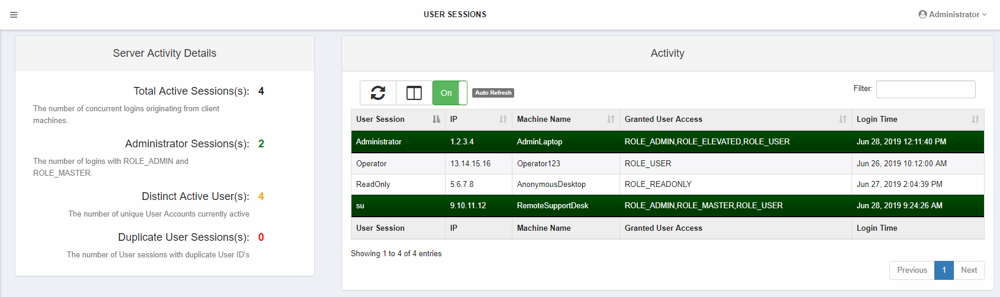 USER SESSIONS
Administrator
Server Activity Details
Total Active Sessions(s): 4
The number of concurrent logins originating from client
machines.
Administrator Sessions(s): 2
The number of logins with ROLE_ADMIN and
ROLE_MASTER.
Distinct Active User(s): 4
The number of unique User Accounts currently active
Duplicate User Sessions(s): 0
The number of User sessions with duplicate User ID's
Activity
On
Auto Refresh
Filter:
User Session IP Machine Name Granted User Access Login Time
Administrator 1.2.3.4 AdminLaptop ROLE_ADMIN,ROLE_ELEVATED,ROLE_USER Jun 28, 2019 12:11:40 PM
Operator 13.14.15.16 Operator123 ROLE_USER Jun 26, 2019 10:12:00 AM
ReadOnly 5.6.7.8 AnonymousDesktop ROLE_READONLY Jun 27, 2019 2:04:39 PM
su 9.10.11.12 RemoteSupportDesk ROLE_ADMIN,ROLE_MASTER,ROLE_USER Jun 28, 2019 9:24:26 AM
User Session IP Machine Name Granted User Access Login Time
Showing 1 to 4 of 4 entries
Previous 1 Next